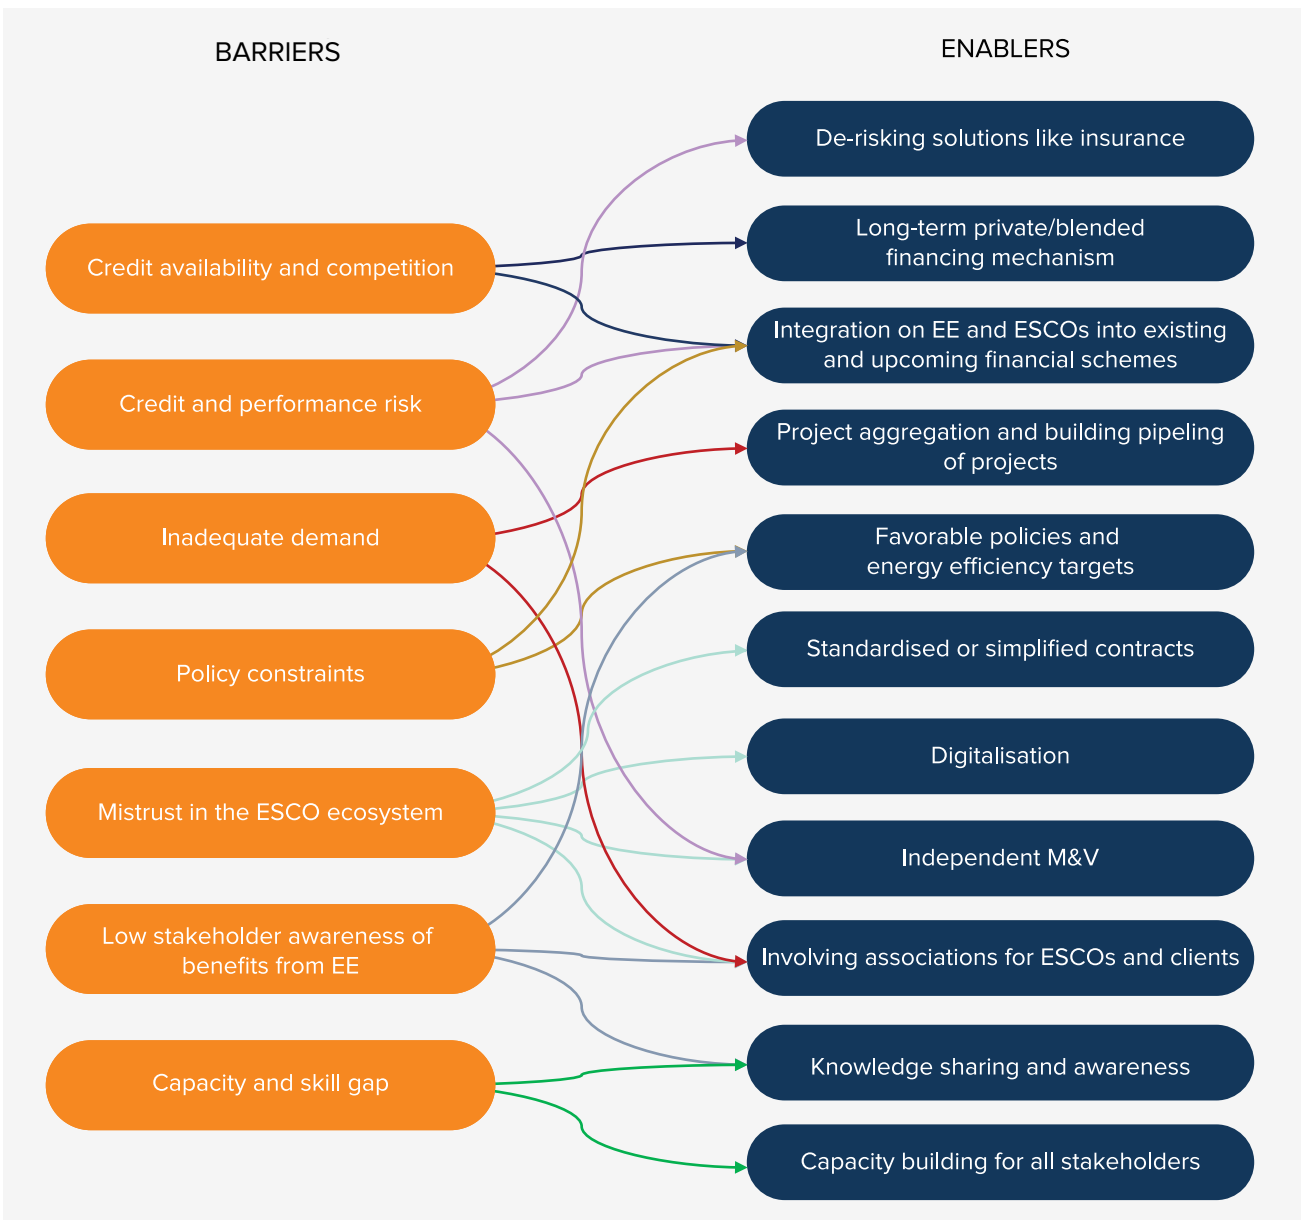 BARRIERS
Credit availability and competition
Credit and performance risk
Inadequate demand
Policy constraints
Mistrust in the ESCO ecosystem
Low stakeholder awareness of
benefits from EE
Capacity and skill gap
ENABLERS
De-risking solutions like insurance
Long-term private/blended
financing mechanism
Integration on EE and ESCOs into existing
and upcoming financial schemes
Project aggregation and building pipeling
of projects
Favorable policies and
energy efficiency targets
Standardised or simplified contracts
Digitalisation
Independent M&V
Involving associations for ESCOs and clients
Knowledge sharing and awareness
Capacity building for all stakeholders